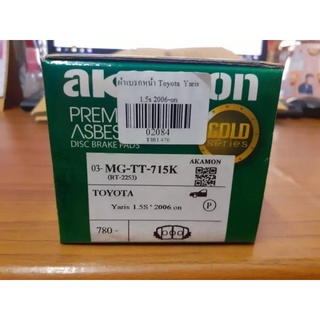 akamon
ผ้าเบรกหน้า Toyota Yaris
1.5s 2006-on
02084
PREM
ASBES
DISC BRAKE PADS
GOLD
series
03- MG-TT-715K
(RT-2253)
AKAMON
TOYOTA
Yaris 1.5S ' 2006 on
P
780.-